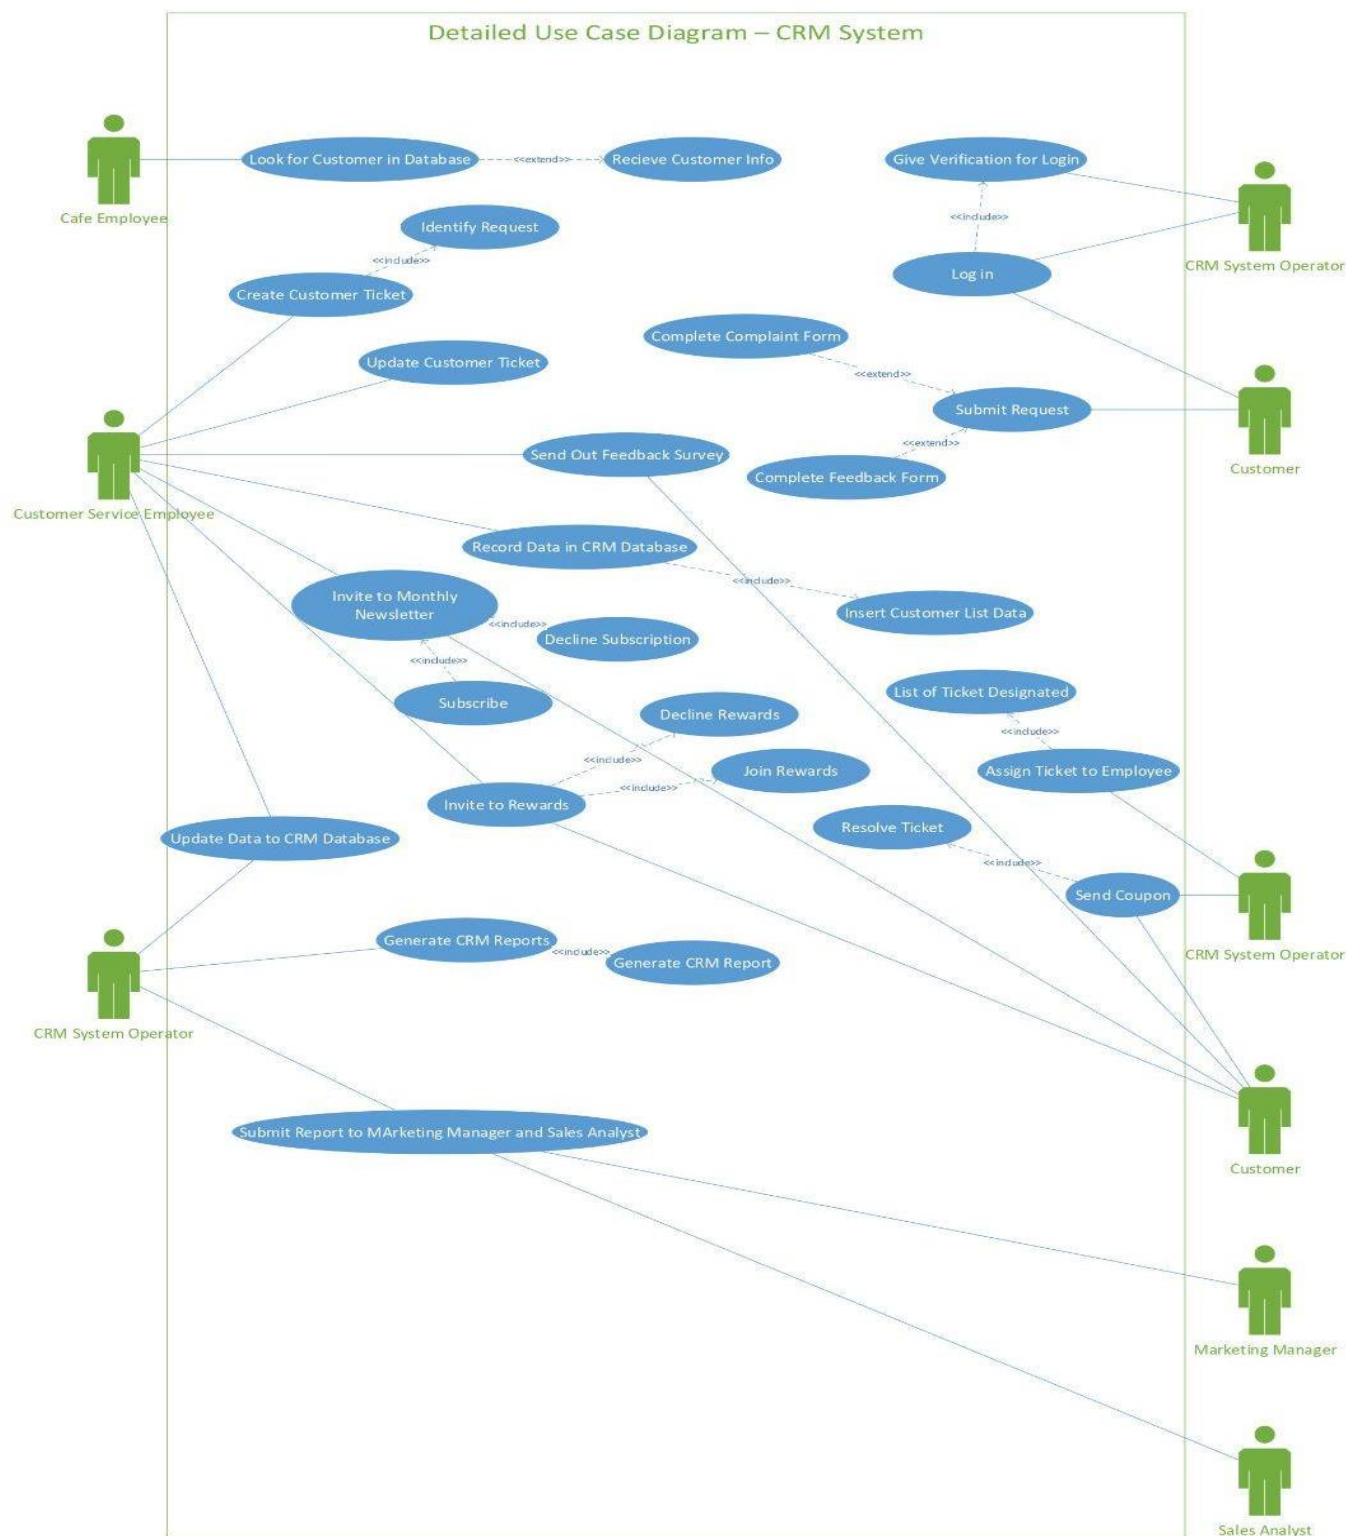 Detailed Use Case Diagram – CRM System
Look for Customer in Database
<<extend>>
Recieve Customer Info
Give Verification for Login
Cafe Employee
Identify Request
<<include>>
CRM System Operator
<<include>>
Log in
Create Customer Ticket
Complete Complaint Form
Update Customer Ticket
<<extend>>
Submit Request
<<extend>>
Send Out Feedback Survey
Customer
Complete Feedback Form
Customer Service Employee
Record Data in CRM Database
<<include>>
Invite to Monthly
Newsletter
Insert Customer List Data
<<include>>
Decline Subscription
<<include>>
List of Ticket Designated
Subscribe
Decline Rewards
<<include>>
<<include>>
Join Rewards
Assign Ticket to Employee
<<include>>
Invite to Rewards
Resolve Ticket
Update Data to CRM Database
<<include>>
Send Coupon
Generate CRM Reports
<<include>>
Generate CRM Report
CRM System Operator
CRM System Operator
Submit Report to MArketing Manager and Sales Analyst
Customer
Marketing Manager
Sales Analyst